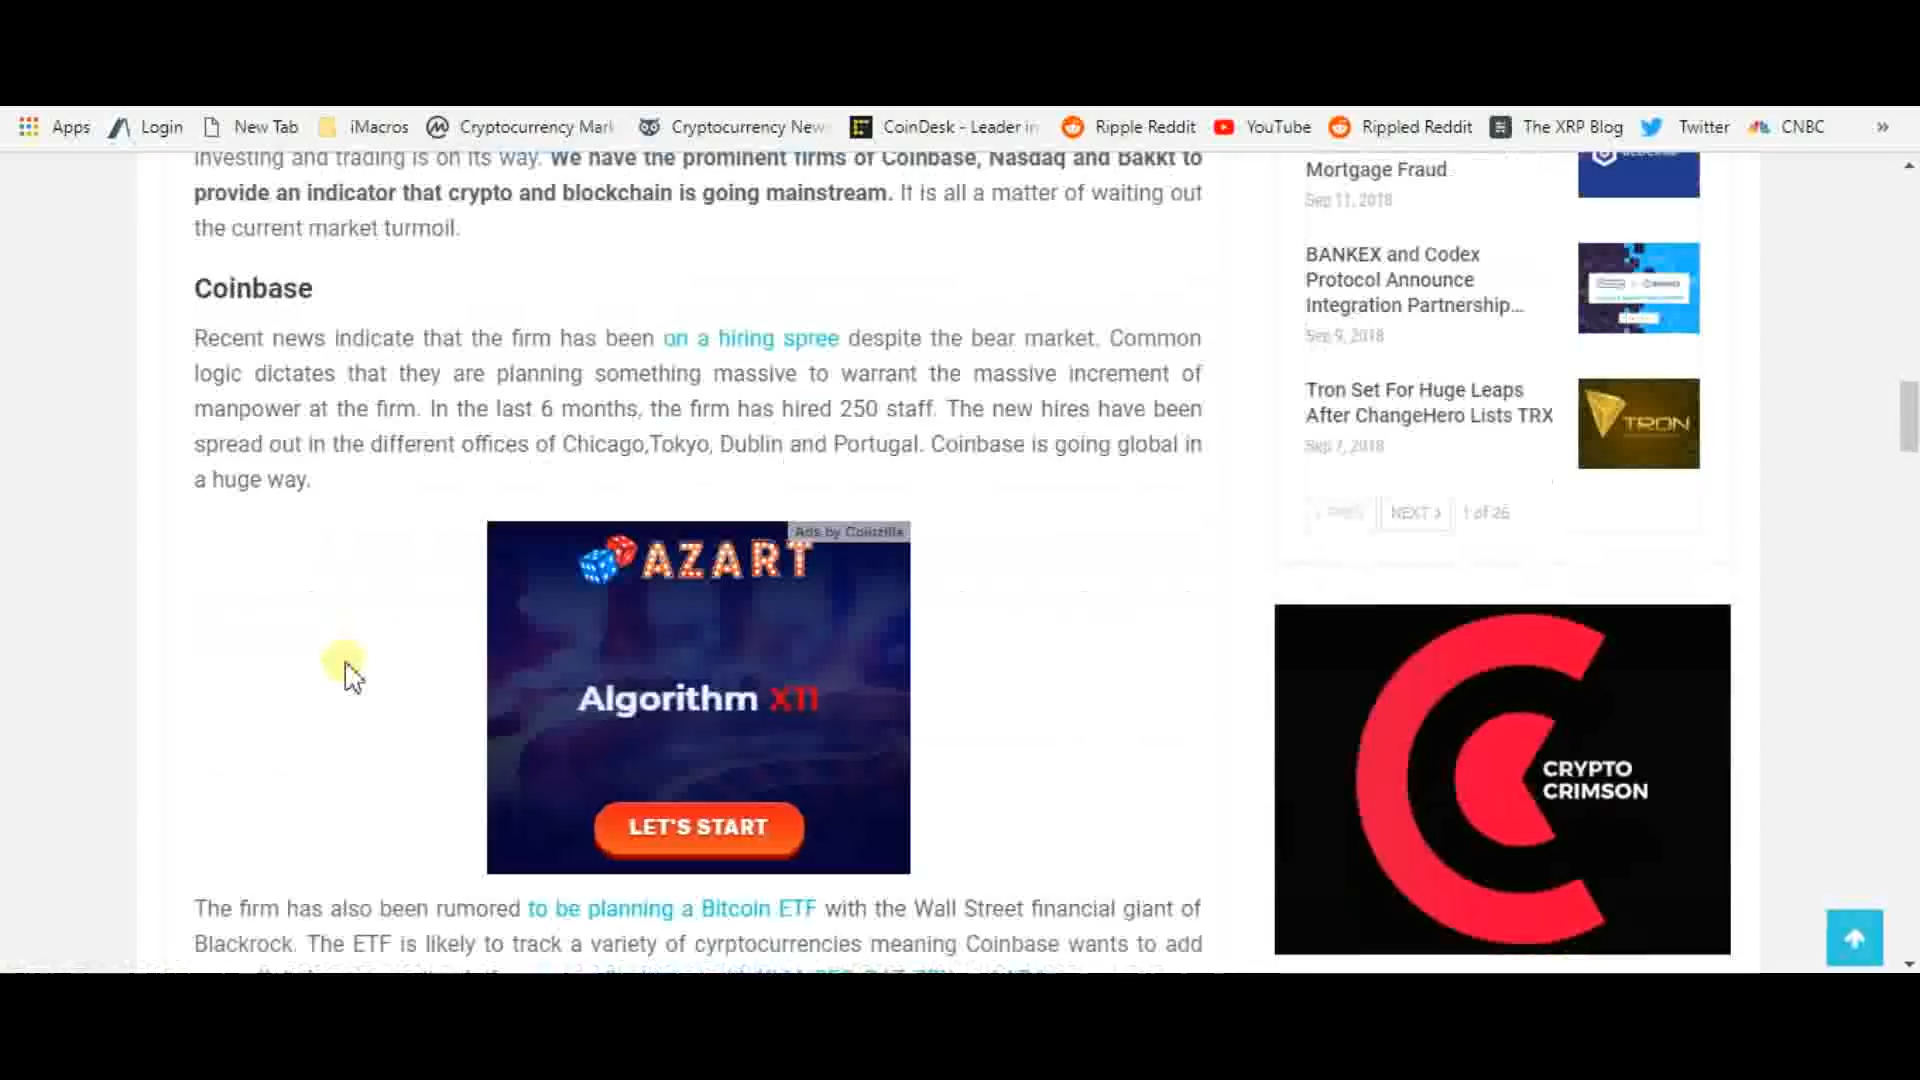 Apps Login New Tab iMacros Cryptocurrency Mark Cryptocurrency News CoinDesk - Leader in Ripple Reddit YouTube Rippled Reddit The XRP Blog Twitter CNBC »
investing and trading is on its way. We have the prominent firms of Coinbase, Nasdaq and Bakkt to
provide an indicator that crypto and blockchain is going mainstream. It is all a matter of waiting out
the current market turmoil.
Coinbase
Recent news indicate that the firm has been on a hiring spree despite the bear market. Common
logic dictates that they are planning something massive to warrant the massive increment of
manpower at the firm. In the last 6 months, the firm has hired 250 staff. The new hires have been
spread out in the different offices of Chicago,Tokyo, Dublin and Portugal. Coinbase is going global in
a huge way.
Ads by Coinzilla
AZART
Algorithm X11
LET'S START
The firm has also been rumored to be planning a Bitcoin ETF with the Wall Street financial giant of
Blackrock. The ETF is likely to track a variety of cyrptocurrencies meaning Coinbase wants to add
Mortgage Fraud
Sep 11, 2018
BANKEX and Codex
Protocol Announce
Integration Partnership...
Sep 9, 2018
Tron Set For Huge Leaps
After ChangeHero Lists TRX
Sep 7, 2018
TRON
‹ PREV NEXT › 1 of 26
CRYPTO
CRIMSON